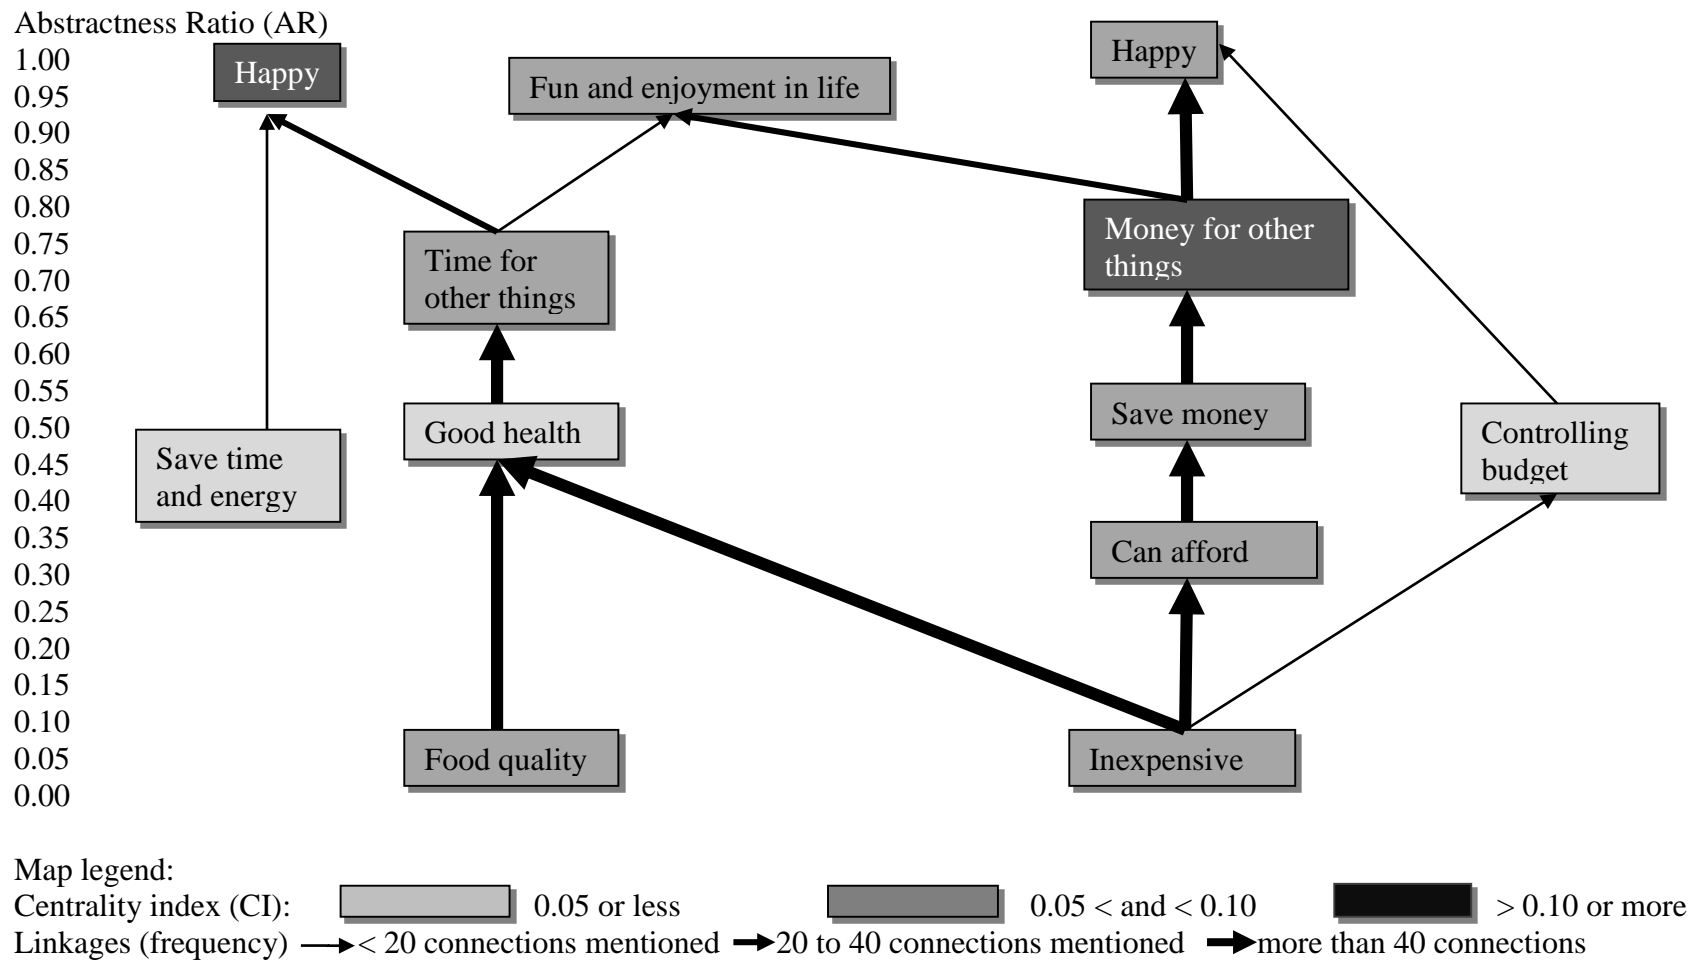 Abstractness Ratio (AR)
1.00
0.95
0.90
0.85
0.80
0.75
0.70
0.65
0.60
0.55
0.50
0.45
0.40
0.35
0.30
0.25
0.20
0.15
0.10
0.05
0.00
Happy
Fun and enjoyment in life
Happy
Time for
other things
Money for other
things
Save time
and energy
Good health
Save money
Controlling
budget
Can afford
Food quality
Inexpensive
Map legend:
Centrality index (CI): 0.05 or less 0.05 < and < 0.10 > 0.10 or more
Linkages (frequency) < 20 connections mentioned 20 to 40 connections mentioned more than 40 connections